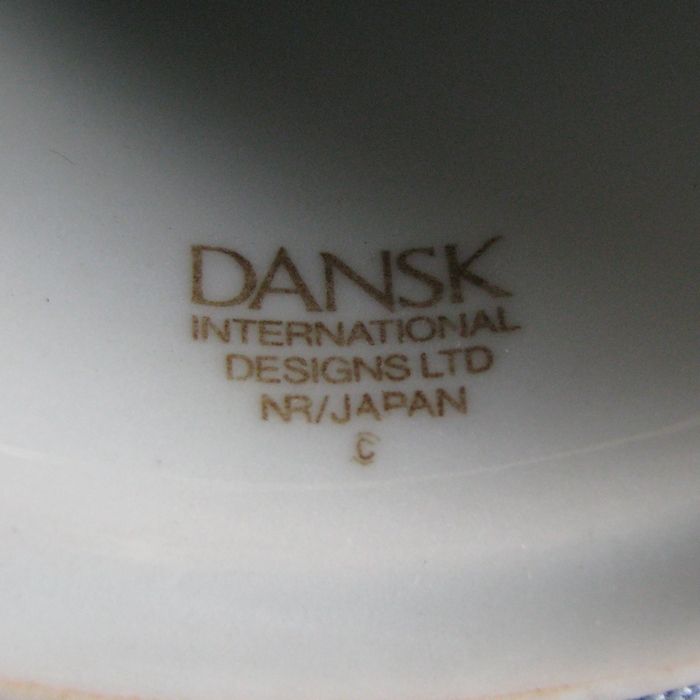 DANSK
INTERNATIONAL
DESIGNS LTD
NR/JAPAN
©